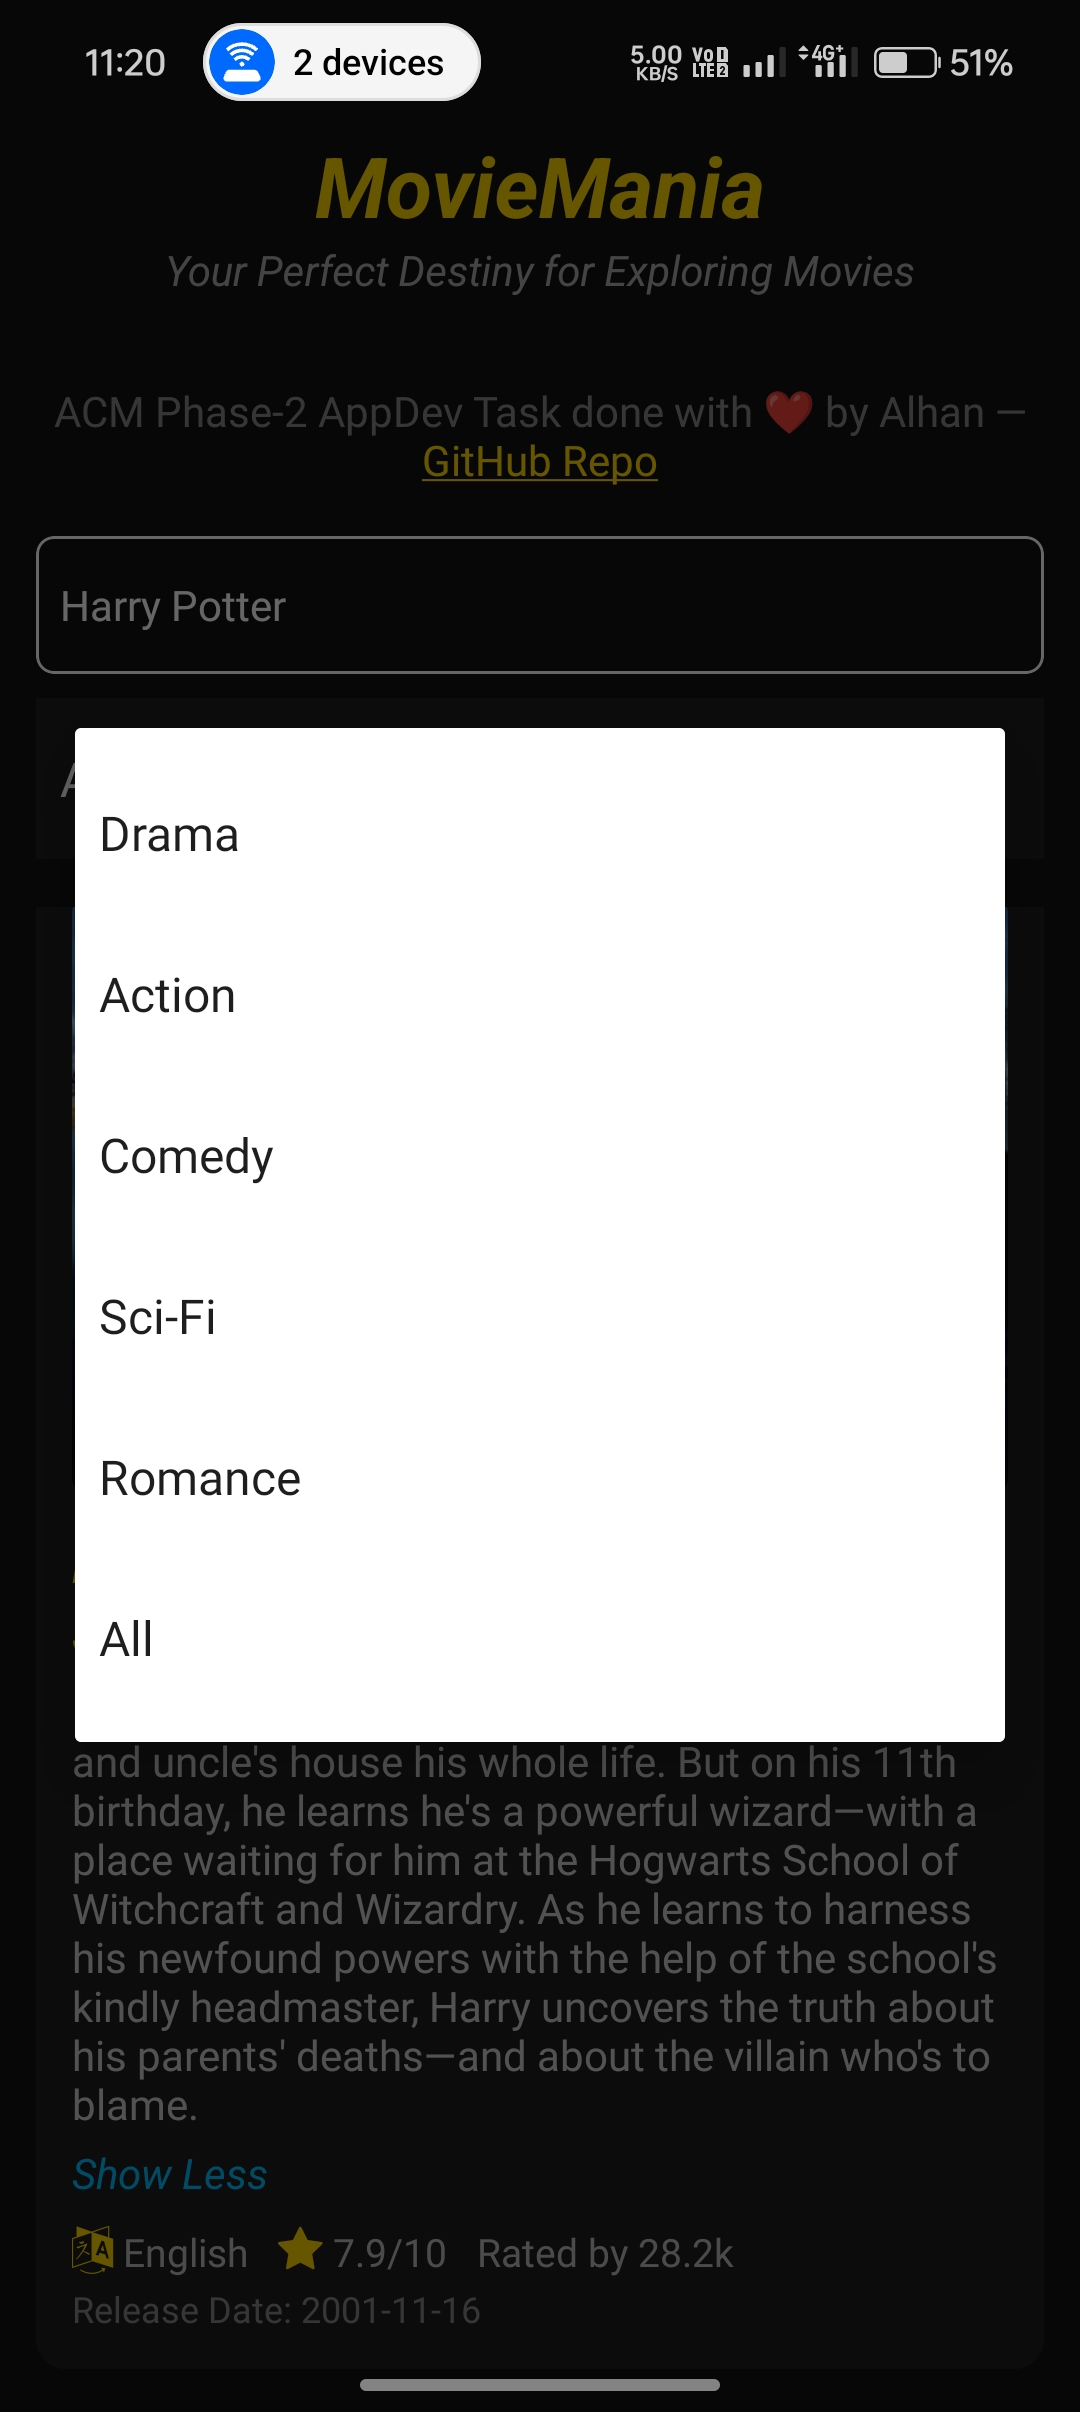 11:20
2 devices
5.00 KB/S
VoLTE 1 2
4G+
51%
MovieMania
Your Perfect Destiny for Exploring Movies
ACM Phase-2 AppDev Task done with ❤️ by Alhan —
GitHub Repo
Harry Potter
Drama
Action
Comedy
Sci-Fi
Romance
All
and uncle's house his whole life. But on his 11th
birthday, he learns he's a powerful wizard—with a
place waiting for him at the Hogwarts School of
Witchcraft and Wizardry. As he learns to harness
his newfound powers with the help of the school's
kindly headmaster, Harry uncovers the truth about
his parents' deaths—and about the villain who's to
blame.
Show Less
English 7.9/10 Rated by 28.2k
Release Date: 2001-11-16